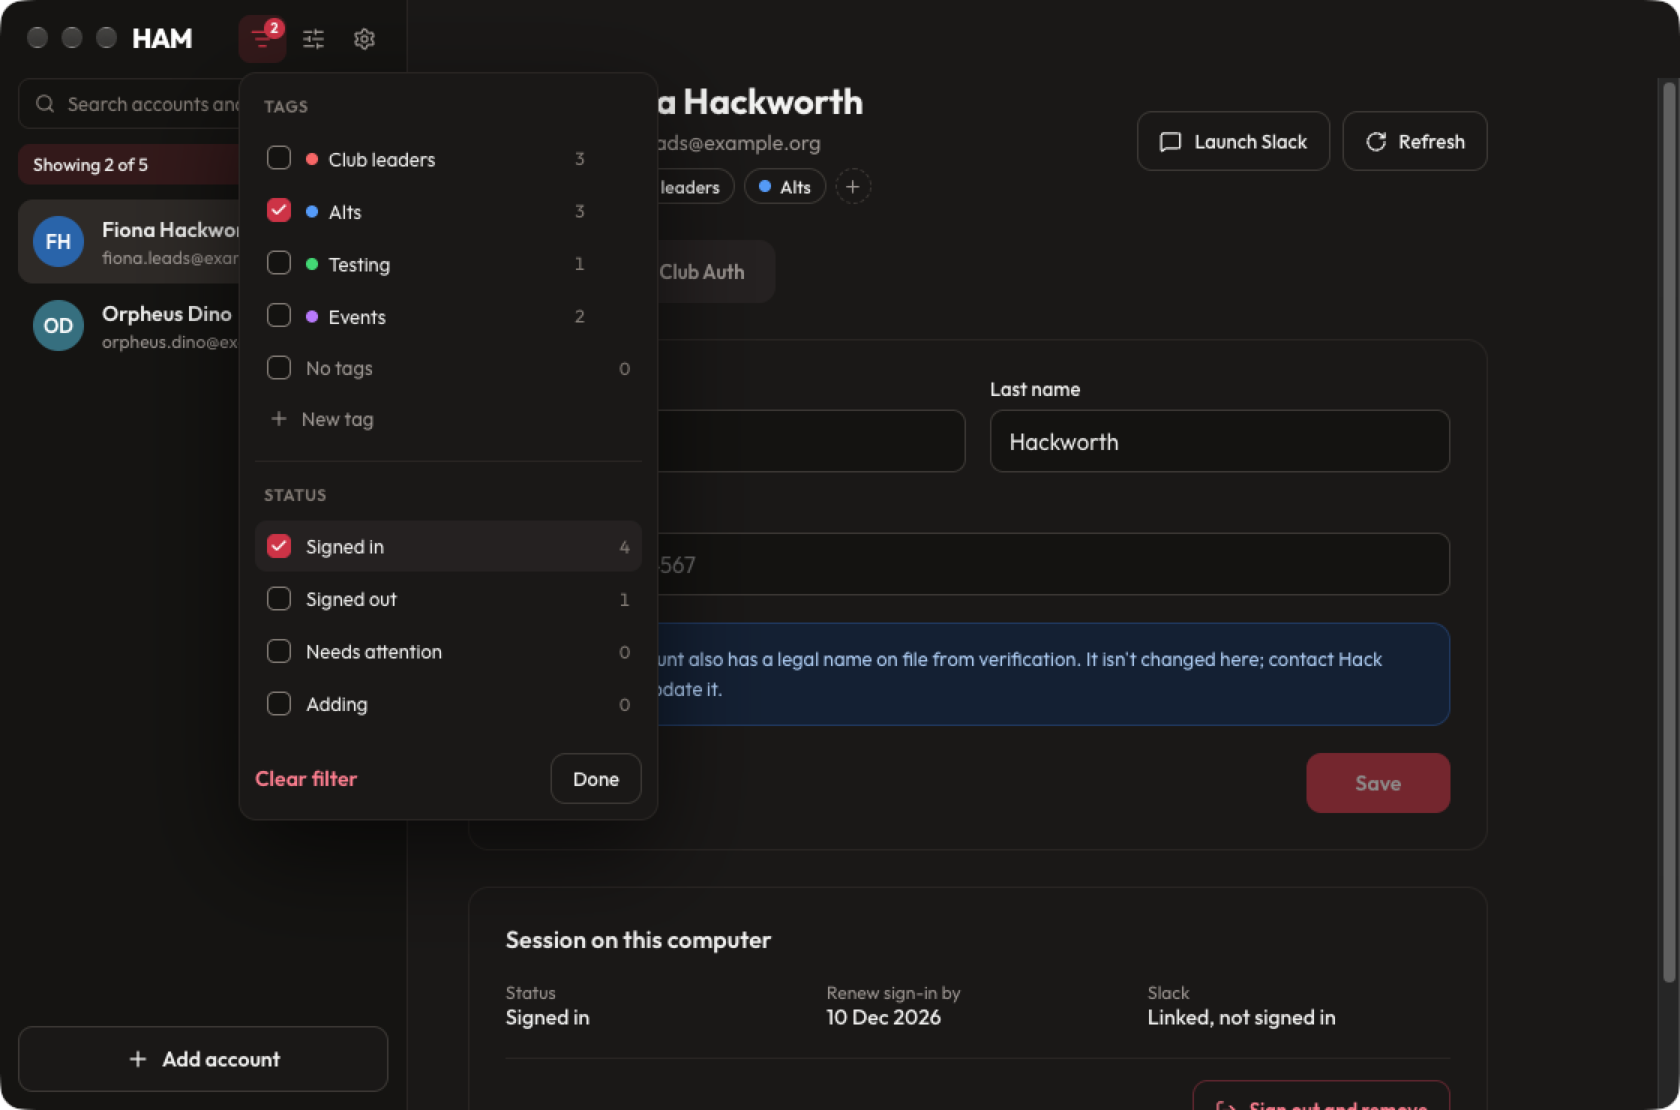 HAM
2
Search accounts and
Showing 2 of 5
FH
Fiona Hackwor
fiona.leads@exar
OD
Orpheus Dino
orpheus.dino@ex
Add account
TAGS
Club leaders 3
Alts 3
Testing 1
Events 2
No tags 0
New tag
STATUS
Signed in 4
Signed out 1
Needs attention 0
Adding 0
Clear filter
Done
a Hackworth
ads@example.org
leaders
Alts
Launch Slack
Refresh
Club Auth
Last name
Hackworth
567
unt also has a legal name on file from verification. It isn't changed here; contact Hack
date it.
Save
Session on this computer
Status
Signed in
Renew sign-in by
10 Dec 2026
Slack
Linked, not signed in
Sign out and remove